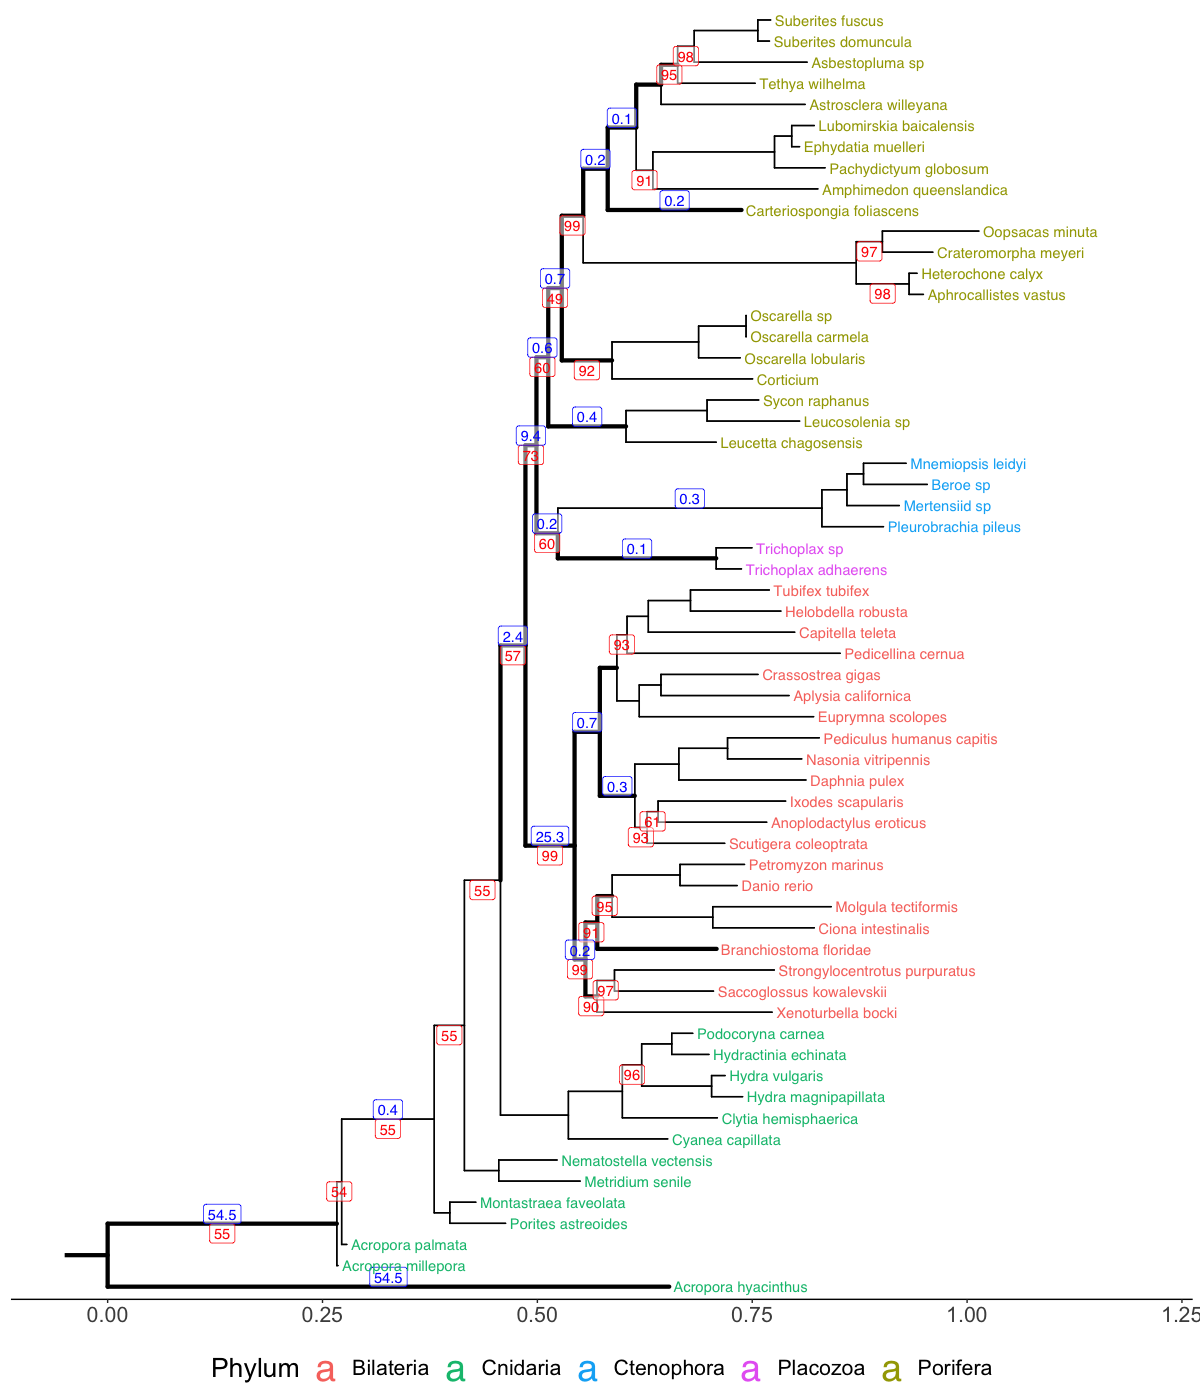 Suberites fuscus
Suberites domuncula
98
Asbestopluma sp
95
Tethya wilhelma
Astrosclera willeyana
0.1
Lubomirskia baicalensis
Ephydatia muelleri
0.2
Pachydictyum globosum
91
Amphimedon queenslandica
0.2
Carteriospongia foliascens
99
Oopsacas minuta
97
Crateromorpha meyeri
Heterochone calyx
0.7
98
Aphrocallistes vastus
49
Oscarella sp
Oscarella carmela
0.6
Oscarella lobularis
60
92
Corticium
Sycon raphanus
0.4
Leucosolenia sp
9.4
Leucetta chagosensis
73
Mnemiopsis leidyi
Beroe sp
0.3
Mertensiid sp
0.2
Pleurobrachia pileus
60
0.1
Trichoplax sp
Trichoplax adhaerens
Tubifex tubifex
Helobdella robusta
2.4
Capitella teleta
93
57
Pedicellina cernua
Crassostrea gigas
Aplysia californica
0.7
Euprymna scolopes
Pediculus humanus capitis
Nasonia vitripennis
0.3
Daphnia pulex
Ixodes scapularis
61
Anoplodactylus eroticus
25.3
93
Scutigera coleoptrata
99
Petromyzon marinus
55
Danio rerio
95
Molgula tectiformis
91
Ciona intestinalis
0.2
Branchiostoma floridae
99
Strongylocentrotus purpuratus
97
Saccoglossus kowalevskii
90
Xenoturbella bocki
55
Podocoryna carnea
Hydractinia echinata
96
Hydra vulgaris
Hydra magnipapillata
0.4
Clytia hemisphaerica
55
Cyanea capillata
Nematostella vectensis
54
Metridium senile
Montastraea faveolata
54.5
Porites astreoides
55
Acropora palmata
Acropora millepora
54.5
Acropora hyacinthus
0.00 0.25 0.50 0.75 1.00 1.25
Phylum a Bilateria a Cnidaria a Ctenophora a Placozoa a Porifera